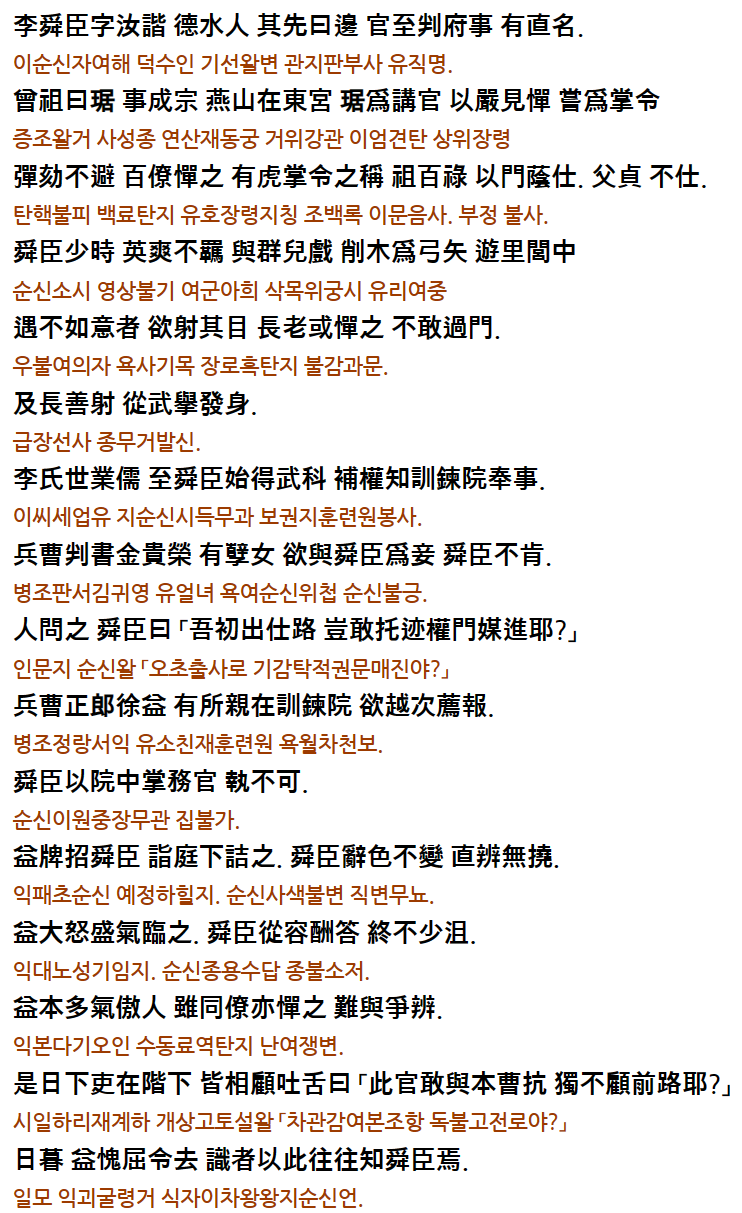 李舜臣字汝諧 德水人 其先曰邊 官至判府事 有直名.
이순신자여해 덕수인 기선왈변 관지판부사 유직명.
曾祖曰琚 事成宗 燕山在東宮 琚爲講官 以嚴見憚 嘗爲掌令
증조왈거 사성종 연산재동궁 거위강관 이엄견탄 상위장령
彈劾不避 百僚憚之 有虎掌令之稱 祖百祿 以門蔭仕. 父貞 不仕.
탄핵불피 백료탄지 유호장령지칭 조백록 이문음사. 부정 불사.
舜臣少時 英爽不羈 與群兒戲 削木爲弓矢 遊里閭中
순신소시 영상불기 여군아희 삭목위궁시 유리여중
遇不如意者 欲射其目 長老或憚之 不敢過門.
우불여의자 욕사기목 장로혹탄지 불감과문.
及長善射 從武擧發身.
급장선사 종무거발신.
李氏世業儒 至舜臣始得武科 補權知訓鍊院奉事.
이씨세업유 지순신시득무과 보권지훈련원봉사.
兵曹判書金貴榮 有孼女 欲與舜臣爲妾 舜臣不肯.
병조판서김귀영 유얼녀 욕여순신위첩 순신불긍.
人問之 舜臣曰 ｢吾初出仕路 豈敢托迹權門媒進耶?｣
인문지 순신왈 ｢오초출사로 기감탁적권문매진야?｣
兵曹正郞徐益 有所親在訓鍊院 欲越次薦報.
병조정랑서익 유소친재훈련원 욕월차천보.
舜臣以院中掌務官 執不可.
순신이원중장무관 집불가.
益牌招舜臣 詣庭下詰之. 舜臣辭色不變 直辨無撓.
익패초순신 예정하힐지. 순신사색불변 직변무뇨.
益大怒盛氣臨之. 舜臣從容酬答 終不少沮.
익대노성기임지. 순신종용수답 종불소저.
益本多氣傲人 雖同僚亦憚之 難與爭辨.
익본다기오인 수동료역탄지 난여쟁변.
是日下吏在階下 皆相顧吐舌曰 ｢此官敢與本曹抗 獨不顧前路耶?｣
시일하리재계하 개상고토설왈 ｢차관감여본조항 독불고전로야?｣
日暮 益愧屈令去 識者以此往往知舜臣焉.
일모 익괴굴령거 식자이차왕왕지순신언.